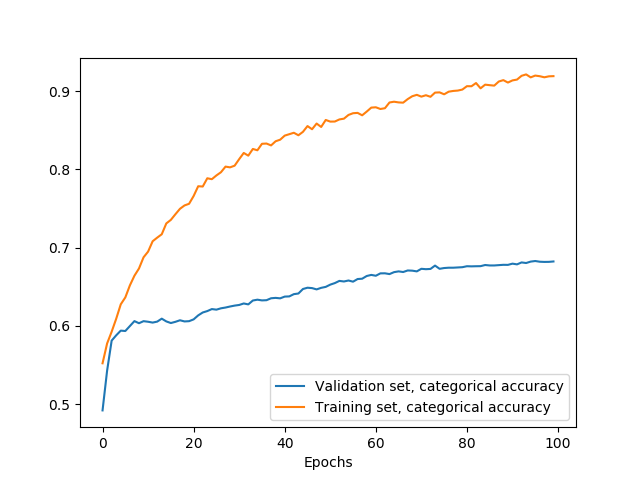 0.9
0.8
0.7
0.6
0.5
Validation set, categorical accuracy
Training set, categorical accuracy
0 20 40 60 80 100
Epochs